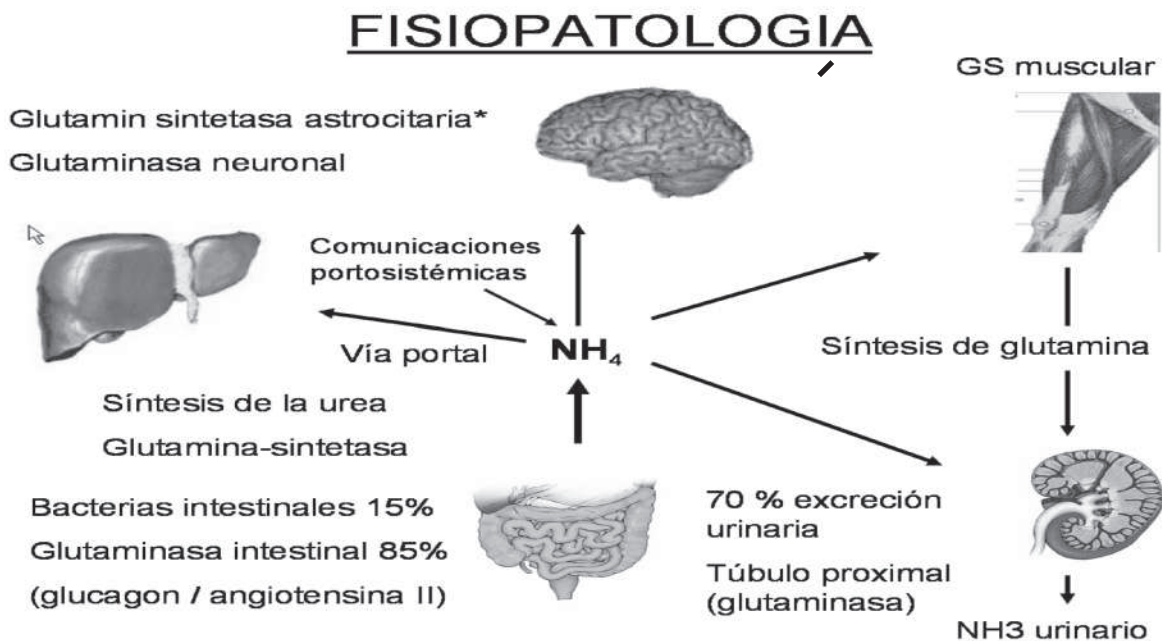 FISIOPATOLOGÍA
GS muscular
Glutamin sintetasa astrocitaria*
Glutaminasa neuronal
Comunicaciones
portosistémicas
Vía portal
NH₄
Síntesis de glutamina
Síntesis de la urea
Glutamina-sintetasa
Bacterias intestinales 15%
Glutaminasa intestinal 85%
(glucagon / angiotensina II)
70 % excreción
urinaria
Túbulo proximal
(glutaminasa)
NH3 urinario